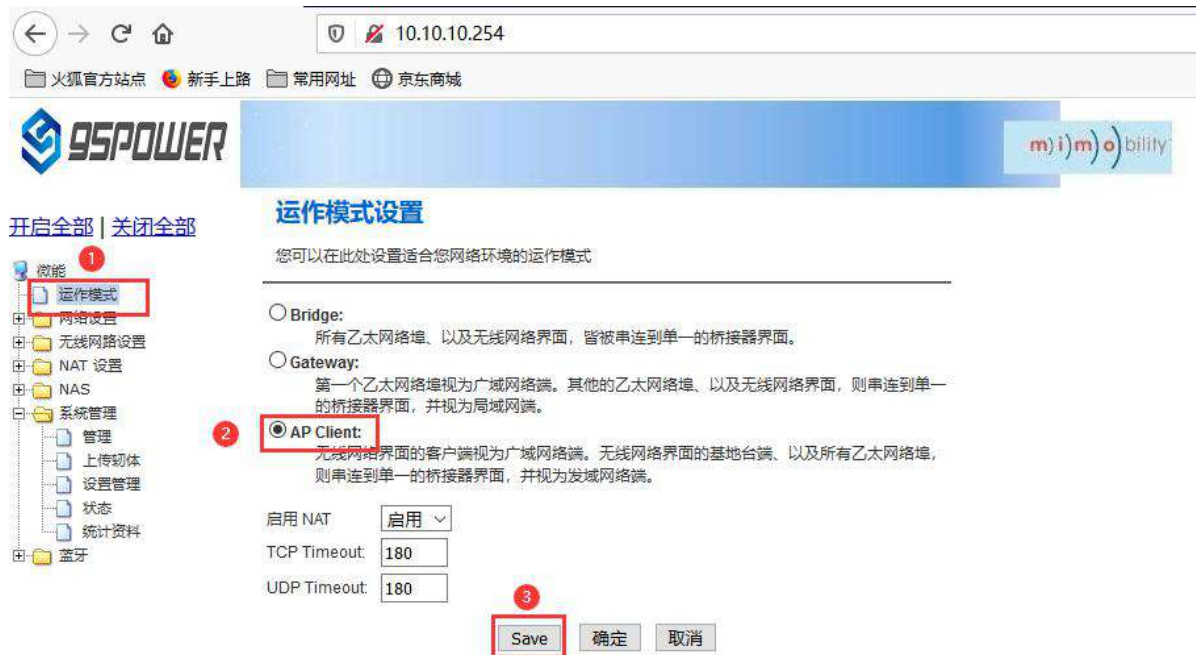 10.10.10.254
火狐官方站点 新手上路 常用网址 京东商城
95POWER
m)i)m)o)bility
开启全部 | 关闭全部
运作模式设置
您可以在此处设置适合您网络环境的运作模式
1
微能
运作模式
网络设置
无线网路设置
NAT 设置
NAS
系统管理
管理
上传轫体
设置管理
状态
统计资料
蓝牙
Bridge:
所有乙太网络埠、以及无线网络界面，皆被串连到单一的桥接器界面。
Gateway:
第一个乙太网络埠视为广域网络端。其他的乙太网络埠、以及无线网络界面，则串连到单一
的桥接器界面，并视为局域网端。
2
AP Client:
无线网络界面的客户端视为广域网络端。无线网络界面的基地台端、以及所有乙太网络埠，
则串连到单一的桥接器界面，并视为发域网络端。
启用 NAT 启用
TCP Timeout: 180
UDP Timeout: 180
3
Save 确定 取消